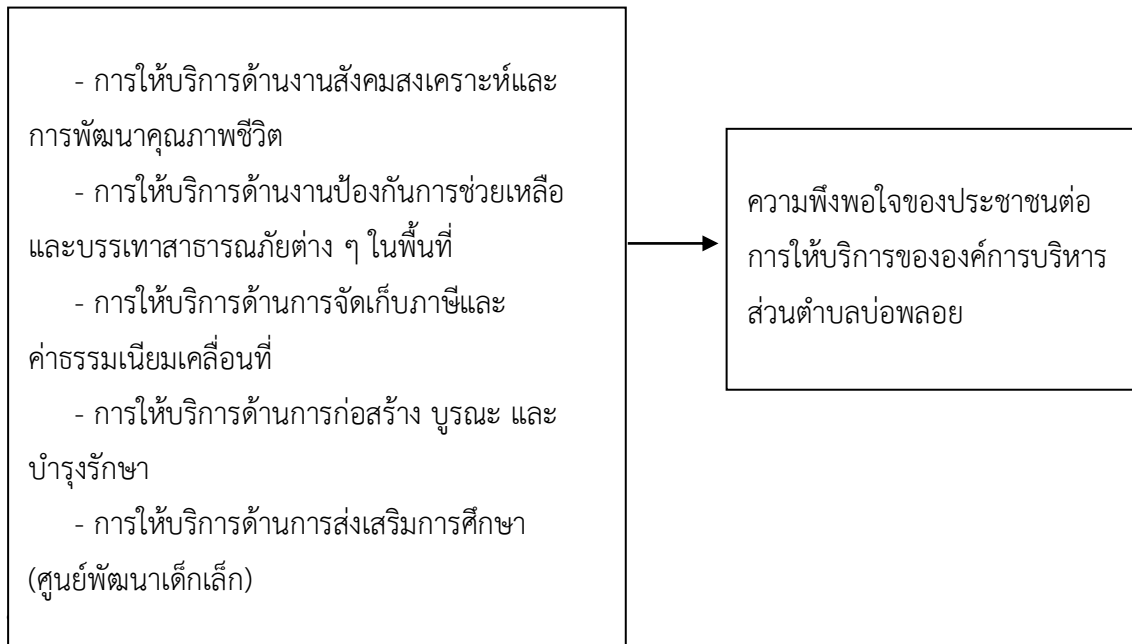 - การให้บริการด้านงานสังคมสงเคราะห์และ
การพัฒนาคุณภาพชีวิต
- การให้บริการด้านงานป้องกันการช่วยเหลือ
และบรรเทาสาธารณภัยต่าง ๆ ในพื้นที่
- การให้บริการด้านการจัดเก็บภาษีและ
ค่าธรรมเนียมเคลื่อนที่
- การให้บริการด้านการก่อสร้าง บูรณะ และ
บำรุงรักษา
- การให้บริการด้านการส่งเสริมการศึกษา
(ศูนย์พัฒนาเด็กเล็ก)
ความพึงพอใจของประชาชนต่อ
การให้บริการขององค์การบริหาร
ส่วนตำบลบ่อพลอย